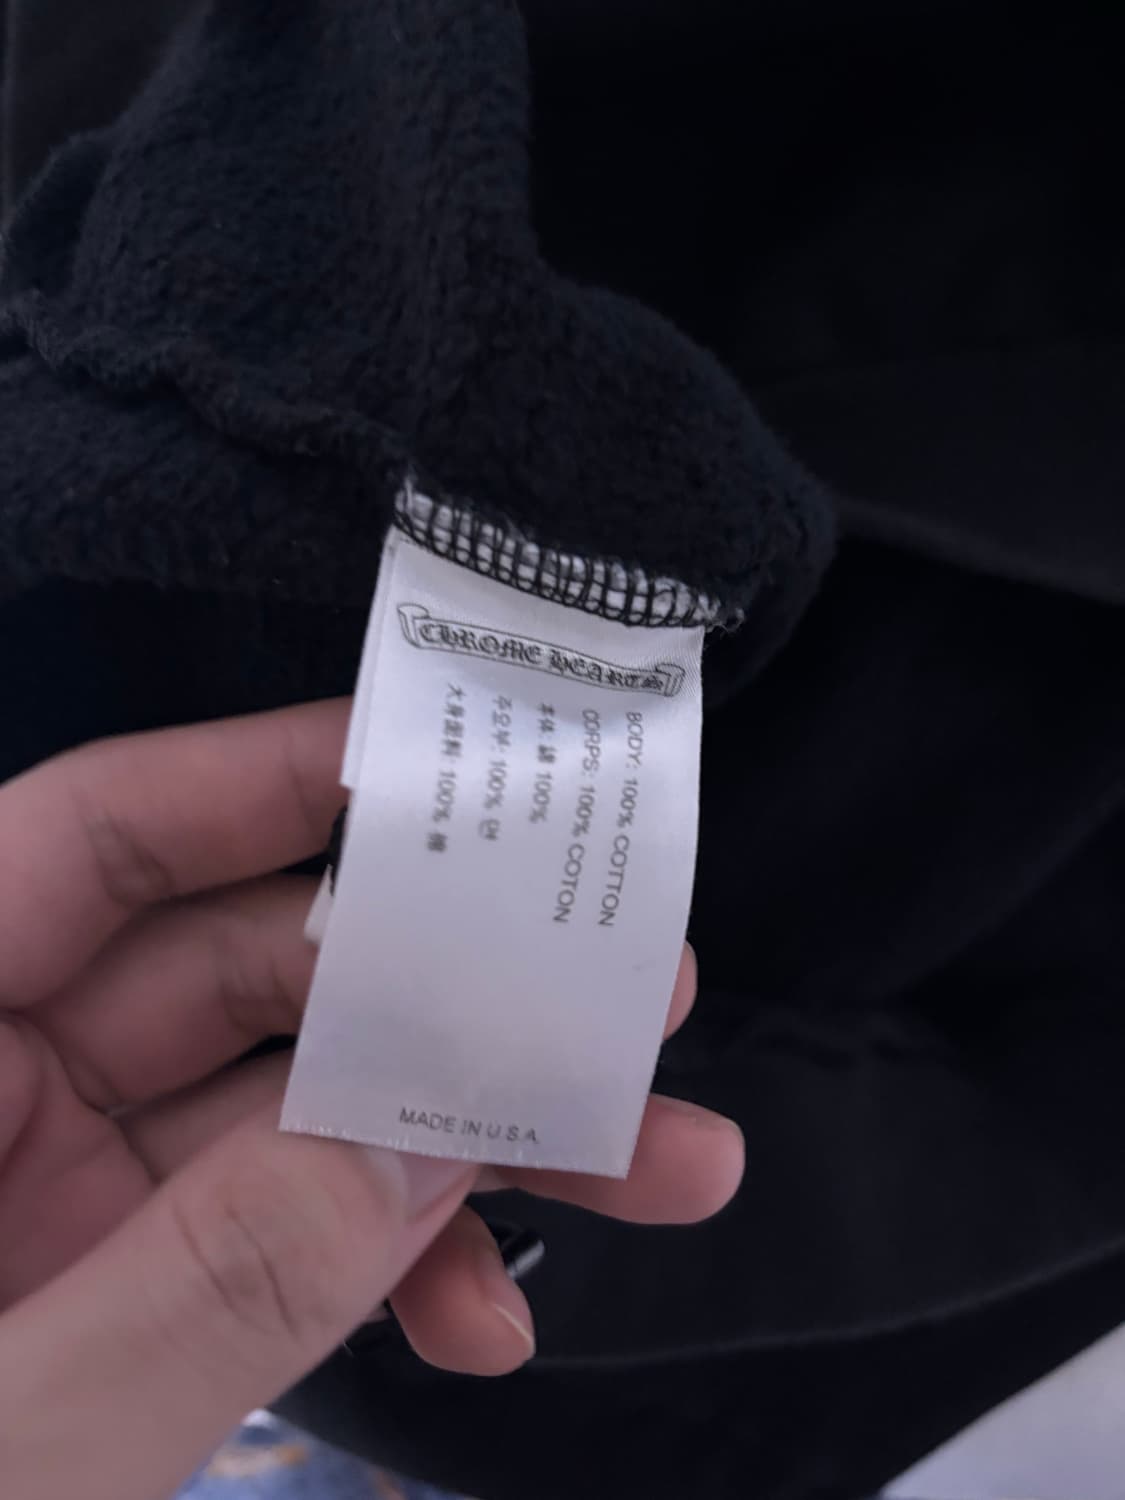 CHROME HEARTS
BODY: 100% COTTON
CORPS: 100% COTON
本体: 綿 100%
주요부: 100% 면
大身面料: 100% 棉
MADE IN U.S.A.